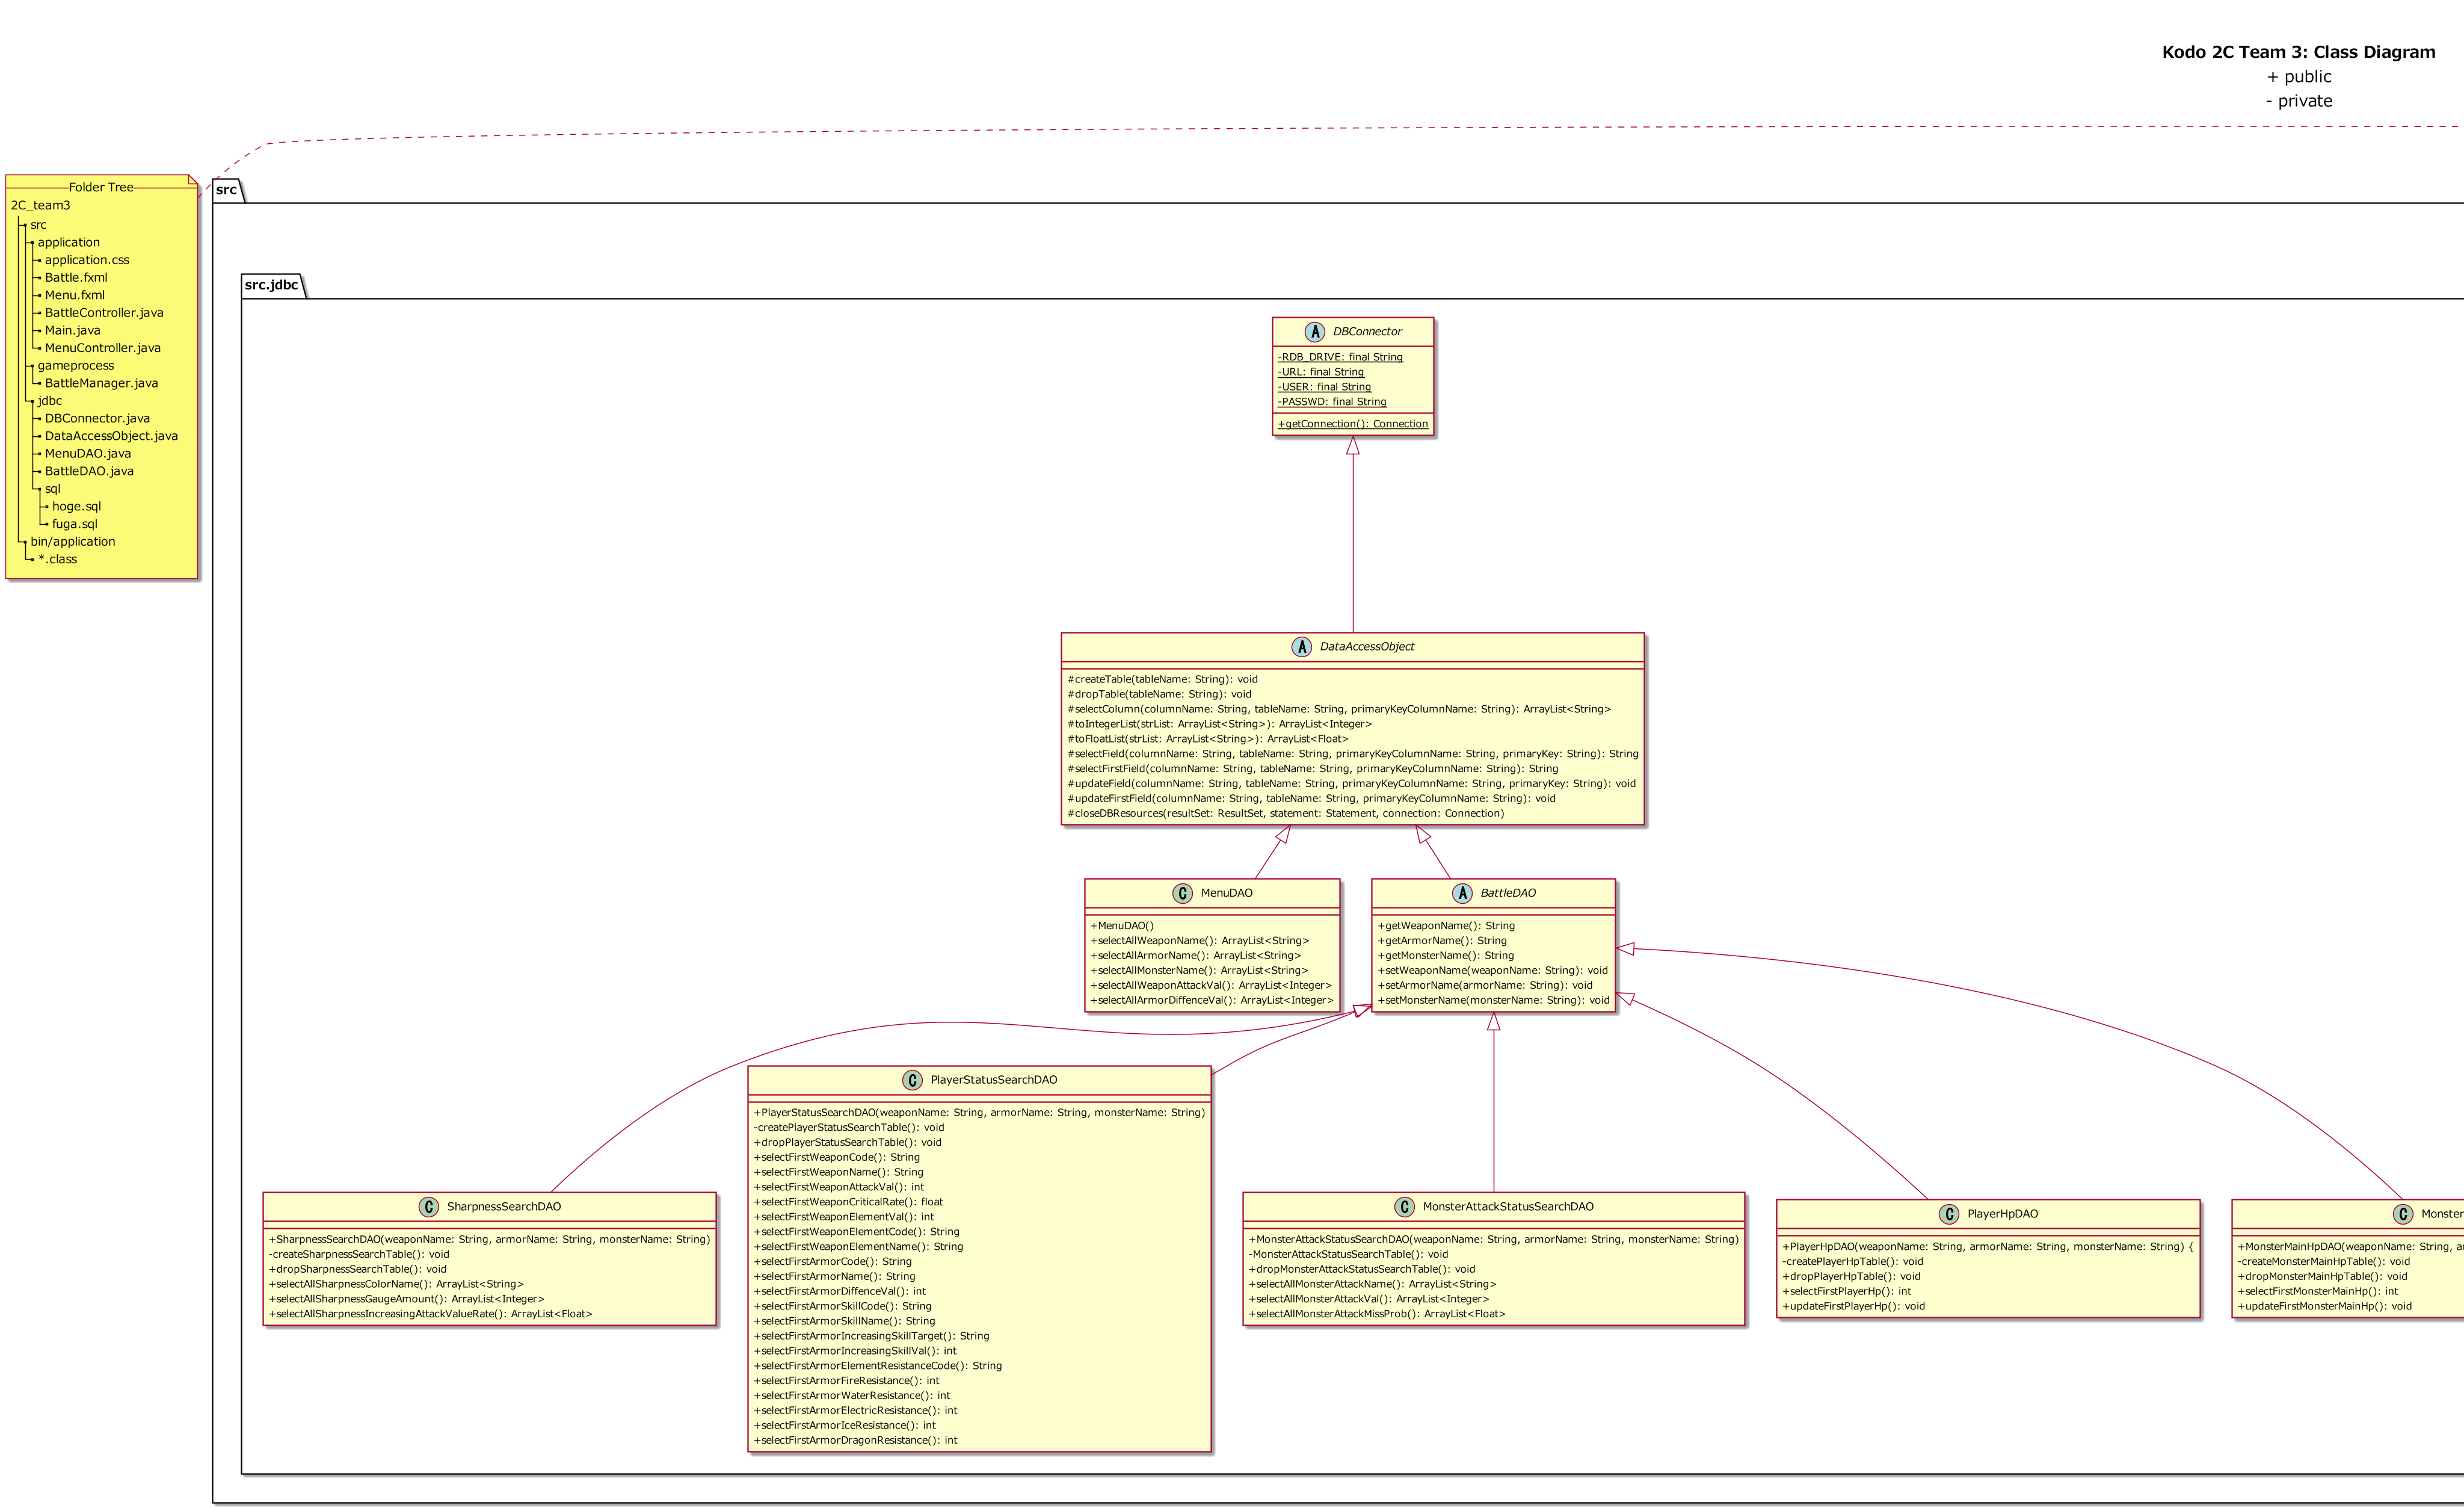 Kodo 2C Team 3: Class Diagram
+ public
- private
Folder Tree
2C_team3
src
application
application.css
Battle.fxml
Menu.fxml
BattleController.java
Main.java
MenuController.java
gameprocess
BattleManager.java
jdbc
DBConnector.java
DataAccessObject.java
MenuDAO.java
BattleDAO.java
sql
hoge.sql
fuga.sql
bin/application
*.class
src
src.jdbc
A DBConnector
-RDB_DRIVE: final String
-URL: final String
-USER: final String
-PASSWD: final String
+getConnection(): Connection
A DataAccessObject
#createTable(tableName: String): void
#dropTable(tableName: String): void
#selectColumn(columnName: String, tableName: String, primaryKeyColumnName: String): ArrayList<String>
#toIntegerList(strList: ArrayList<String>): ArrayList<Integer>
#toFloatList(strList: ArrayList<String>): ArrayList<Float>
#selectField(columnName: String, tableName: String, primaryKeyColumnName: String, primaryKey: String): String
#selectFirstField(columnName: String, tableName: String, primaryKeyColumnName: String): String
#updateField(columnName: String, tableName: String, primaryKeyColumnName: String, primaryKey: String): void
#updateFirstField(columnName: String, tableName: String, primaryKeyColumnName: String): void
#closeDBResources(resultSet: ResultSet, statement: Statement, connection: Connection)
C MenuDAO
+MenuDAO()
+selectAllWeaponName(): ArrayList<String>
+selectAllArmorName(): ArrayList<String>
+selectAllMonsterName(): ArrayList<String>
+selectAllWeaponAttackVal(): ArrayList<Integer>
+selectAllArmorDiffenceVal(): ArrayList<Integer>
A BattleDAO
+getWeaponName(): String
+getArmorName(): String
+getMonsterName(): String
+setWeaponName(weaponName: String): void
+setArmorName(armorName: String): void
+setMonsterName(monsterName: String): void
C SharpnessSearchDAO
+SharpnessSearchDAO(weaponName: String, armorName: String, monsterName: String)
-createSharpnessSearchTable(): void
+dropSharpnessSearchTable(): void
+selectAllSharpnessColorName(): ArrayList<String>
+selectAllSharpnessGaugeAmount(): ArrayList<Integer>
+selectAllSharpnessIncreasingAttackValueRate(): ArrayList<Float>
C PlayerStatusSearchDAO
+PlayerStatusSearchDAO(weaponName: String, armorName: String, monsterName: String)
-createPlayerStatusSearchTable(): void
+dropPlayerStatusSearchTable(): void
+selectFirstWeaponCode(): String
+selectFirstWeaponName(): String
+selectFirstWeaponAttackVal(): int
+selectFirstWeaponCriticalRate(): float
+selectFirstWeaponElementVal(): int
+selectFirstWeaponElementCode(): String
+selectFirstWeaponElementName(): String
+selectFirstArmorCode(): String
+selectFirstArmorName(): String
+selectFirstArmorDiffenceVal(): int
+selectFirstArmorSkillCode(): String
+selectFirstArmorSkillName(): String
+selectFirstArmorIncreasingSkillTarget(): String
+selectFirstArmorIncreasingSkillVal(): int
+selectFirstArmorElementResistanceCode(): String
+selectFirstArmorFireResistance(): int
+selectFirstArmorWaterResistance(): int
+selectFirstArmorElectricResistance(): int
+selectFirstArmorIceResistance(): int
+selectFirstArmorDragonResistance(): int
C MonsterAttackStatusSearchDAO
+MonsterAttackStatusSearchDAO(weaponName: String, armorName: String, monsterName: String)
-MonsterAttackStatusSearchTable(): void
+dropMonsterAttackStatusSearchTable(): void
+selectAllMonsterAttackName(): ArrayList<String>
+selectAllMonsterAttackVal(): ArrayList<Integer>
+selectAllMonsterAttackMissProb(): ArrayList<Float>
C PlayerHpDAO
+PlayerHpDAO(weaponName: String, armorName: String, monsterName: String) {
-createPlayerHpTable(): void
+dropPlayerHpTable(): void
+selectFirstPlayerHp(): int
+updateFirstPlayerHp(): void
C Monster
+MonsterMainHpDAO(weaponName: String, a
-createMonsterMainHpTable(): void
+dropMonsterMainHpTable(): void
+selectFirstMonsterMainHp(): int
+updateFirstMonsterMainHp(): void